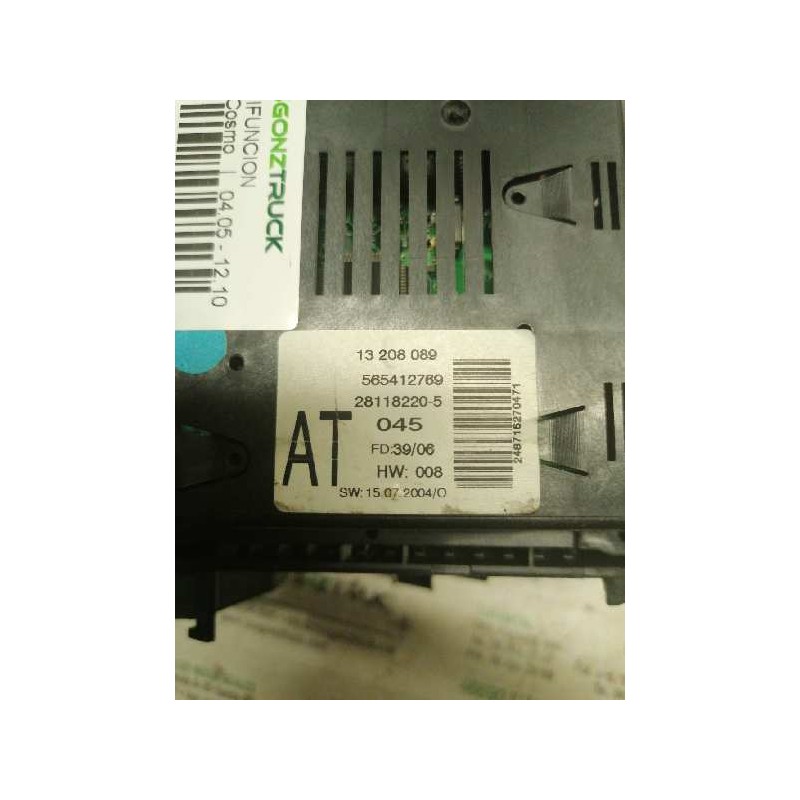 GONZTRUCK
IFUNCION
Cosmo | 04.05 - 12.10
13 208 089
565412769
28118220-5
AT
045
FD:39/06
HW: 008
SW: 15.07.2004/O
248716270471